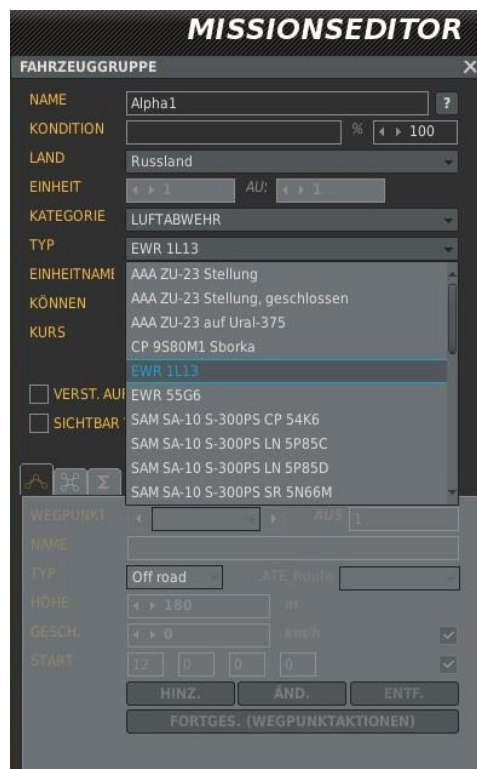 MISSIONSEDITOR
FAHRZEUGGRUPPE
NAME Alpha1 ?
KONDITION % 100
LAND Russland
EINHEIT 1 AU: 1
KATEGORIE LUFTABWEHR
TYP EWR 1L13
EINHEITNAME AAA ZU-23 Stellung
AAA ZU-23 Stellung, geschlossen
KÖNNEN
AAA ZU-23 auf Ural-375
KURS
CP 9S80M1 Sborka
EWR 1L13
VERST. AUF EWR 55G6
SICHTBAR SAM SA-10 S-300PS CP 54K6
SAM SA-10 S-300PS LN 5P85C
SAM SA-10 S-300PS LN 5P85D
SAM SA-10 S-300PS SR 5N66M
WEGPUNKT AUS 1
NAME
TYP Off road LATE_Route
HÖHE 180 m
GESCH. 0 km/h
START 12 0 0 0
HINZ. ÄND. ENTF.
FORTGES. (WEGPUNKTAKTIONEN)